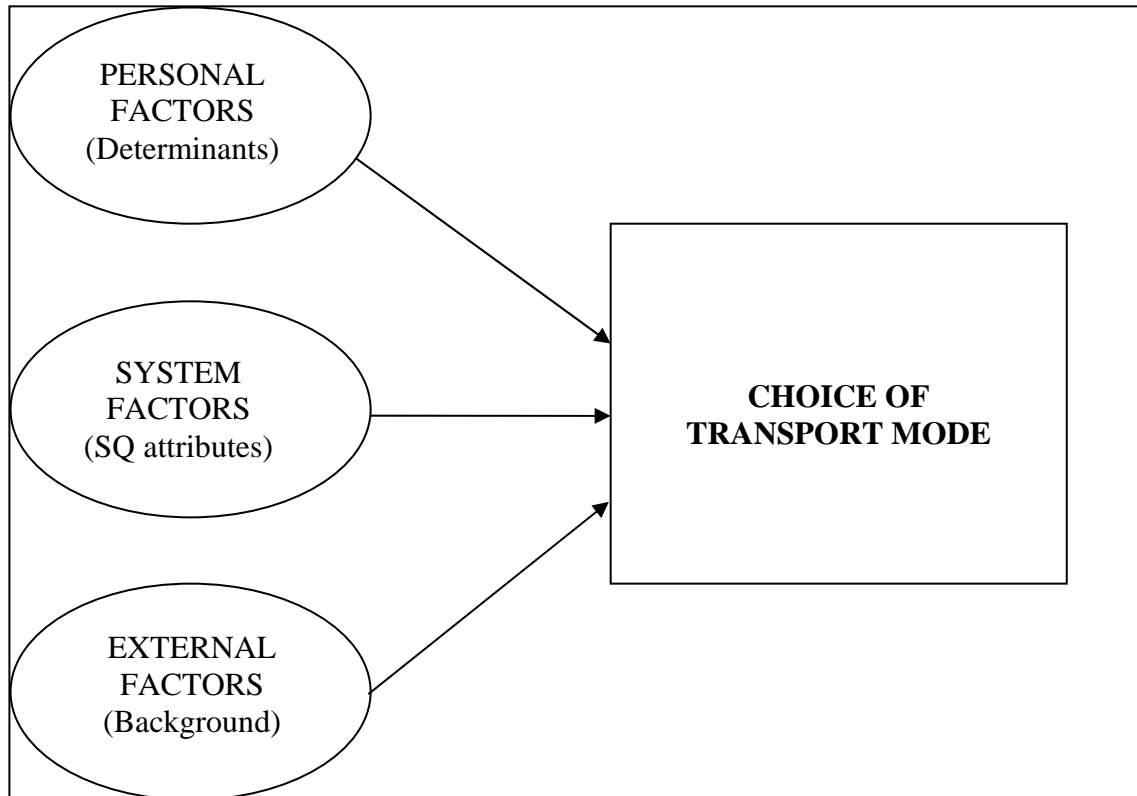 PERSONAL
FACTORS
(Determinants)
SYSTEM
FACTORS
(SQ attributes)
CHOICE OF
TRANSPORT MODE
EXTERNAL
FACTORS
(Background)